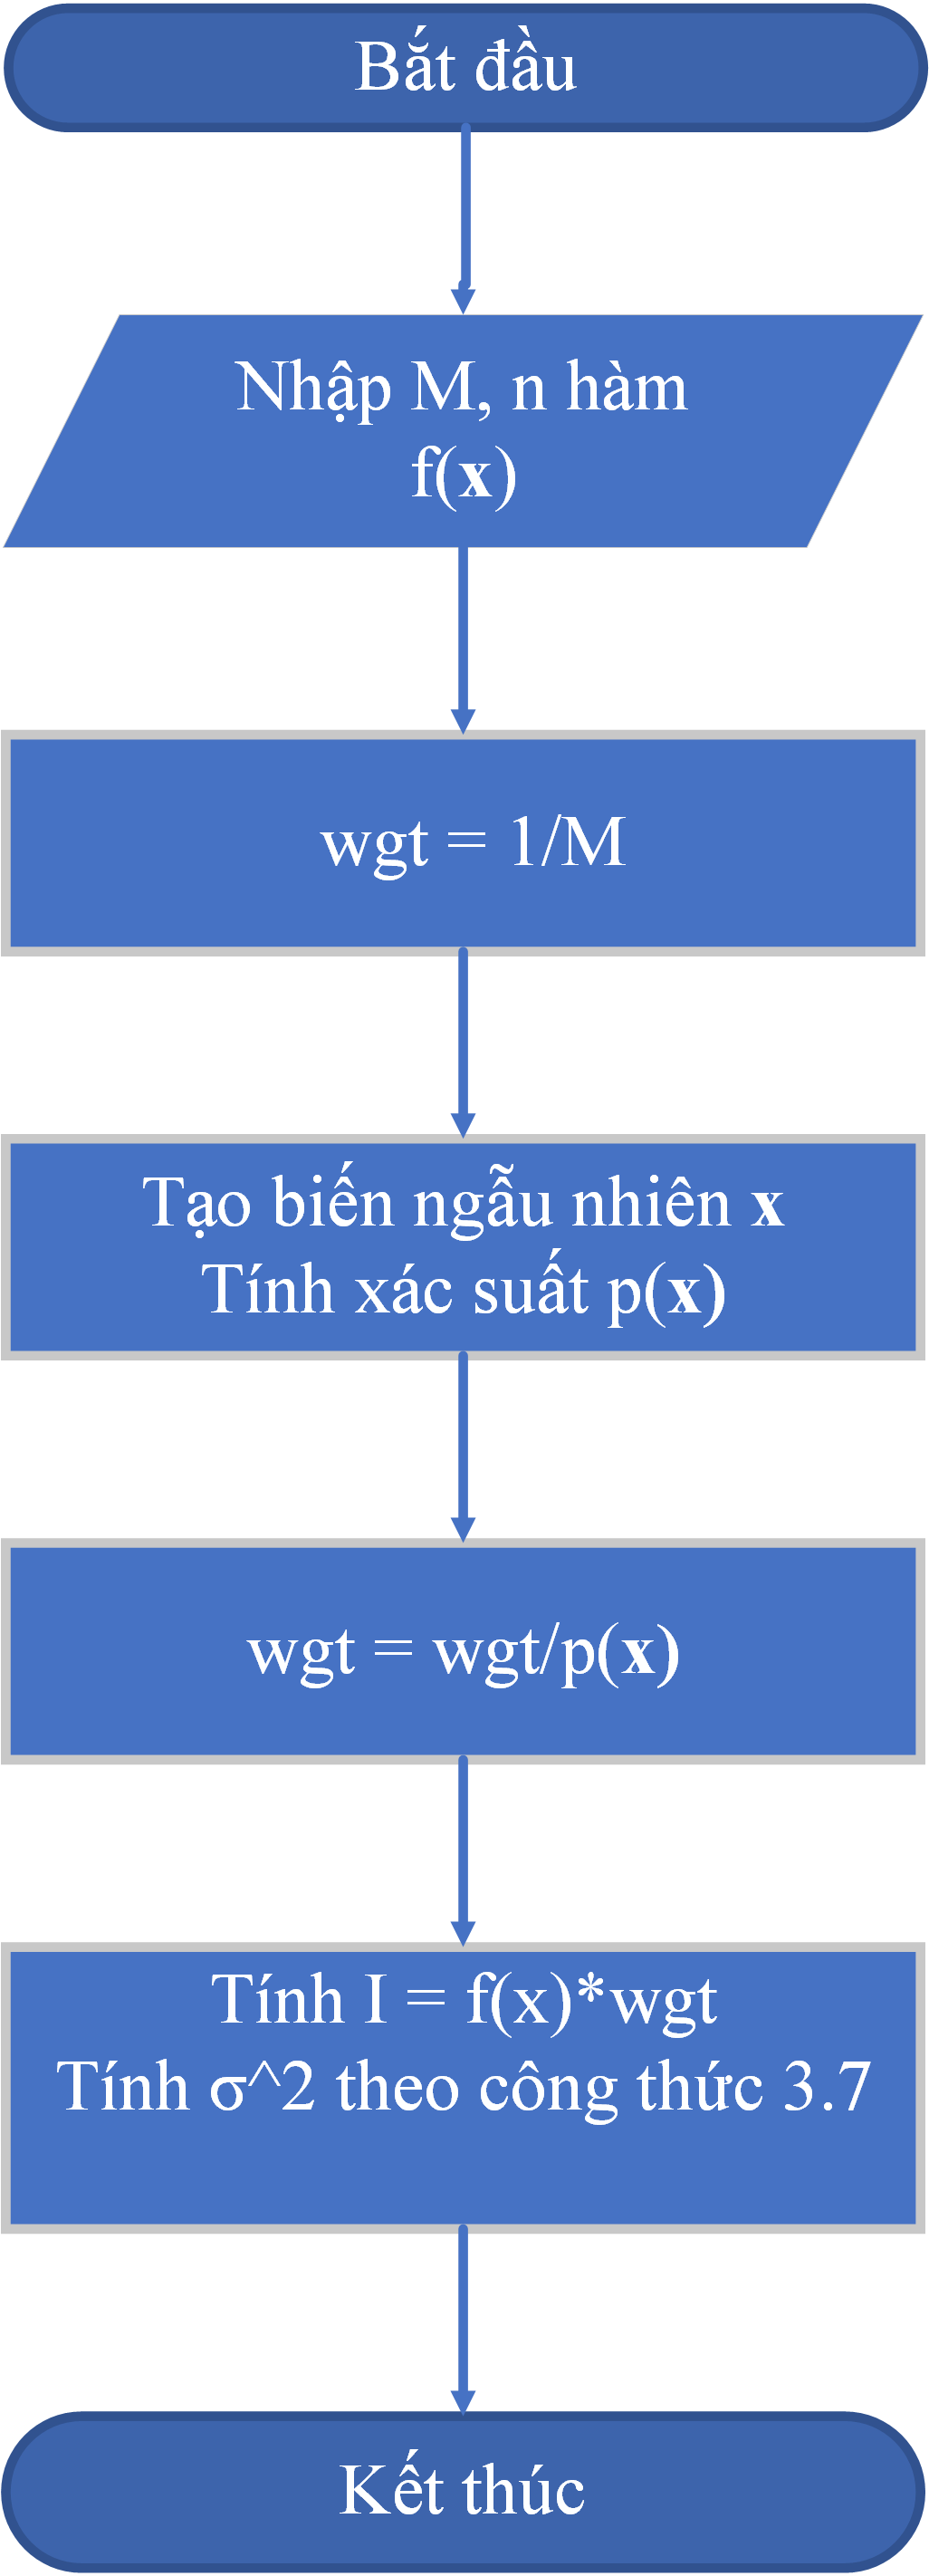 Bắt đầu
Nhập M, n hàm
f(x)
wgt = 1/M
Tạo biến ngẫu nhiên x
Tính xác suất p(x)
wgt = wgt/p(x)
Tính I = f(x)*wgt
Tính σ^2 theo công thức 3.7
Kết thúc